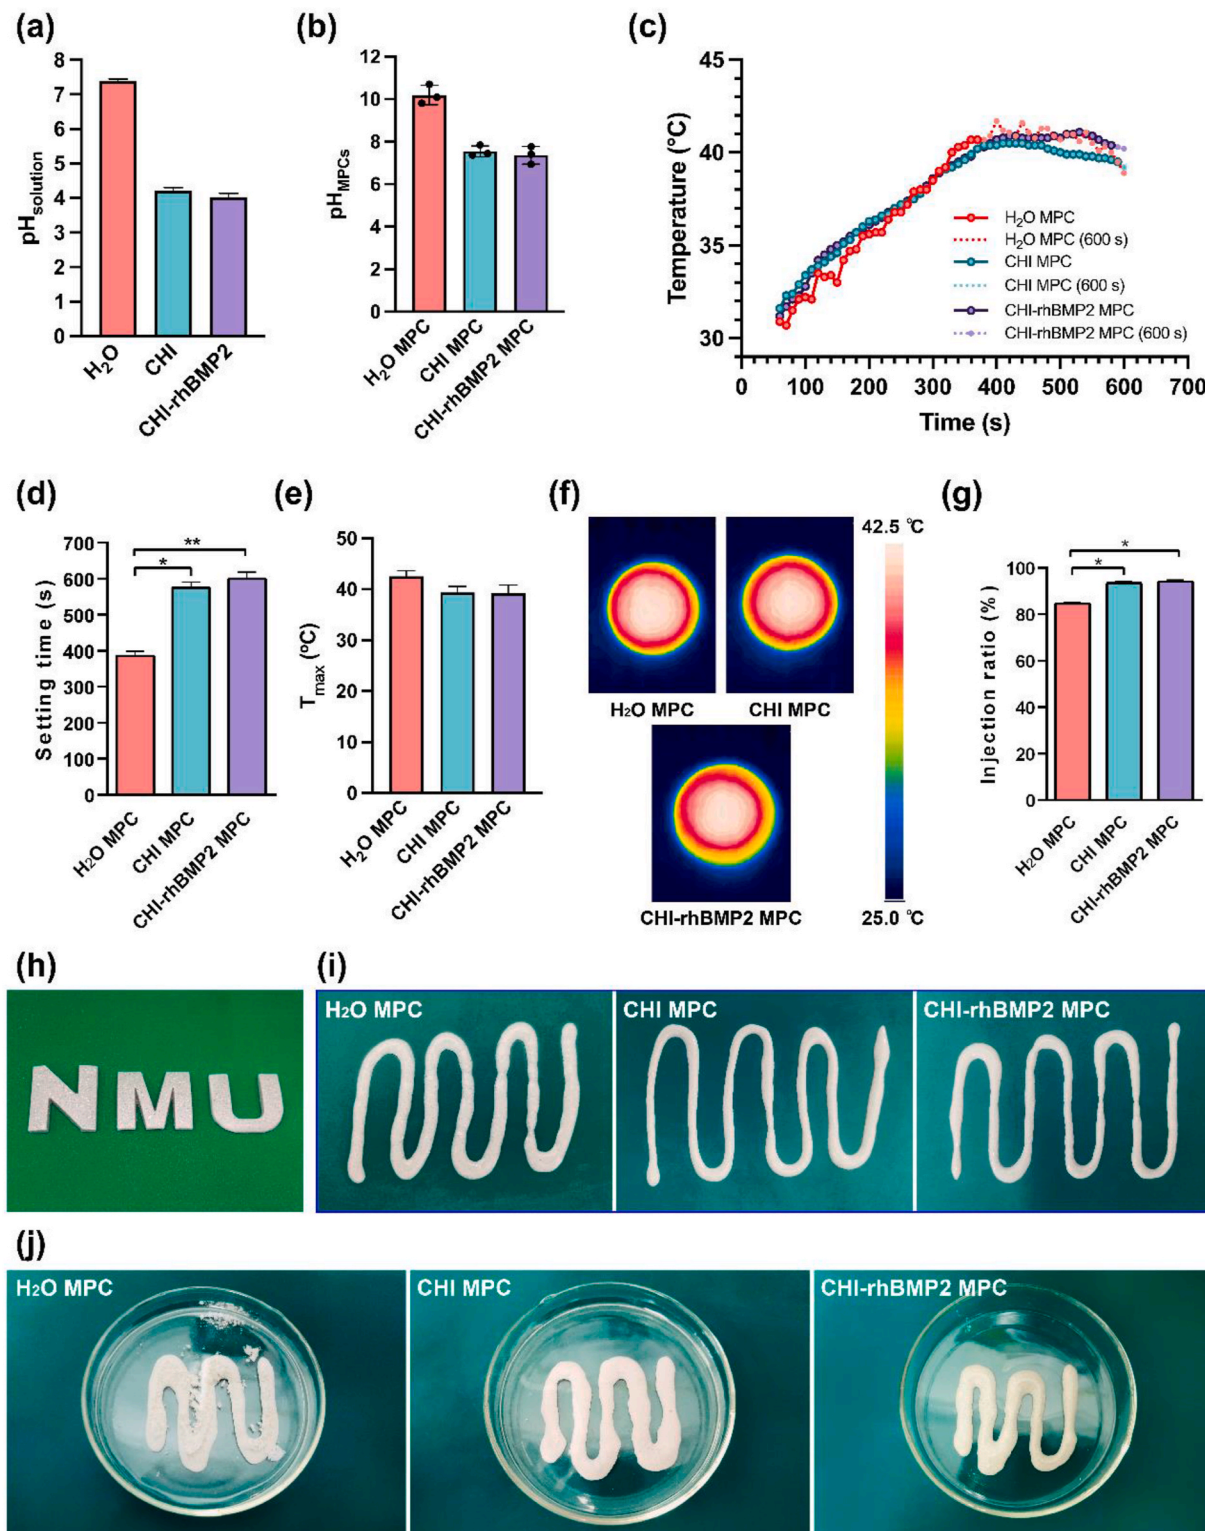 (a)
pHsolution
8
7
6
5
4
3
2
1
0
H2O
CHI
CHI-rhBMP2
(b)
pHMPCs
12
10
8
6
4
2
0
H2O MPC
CHI MPC
CHI-rhBMP2 MPC
(c)
Temperature (°C)
45
40
35
30
0 100 200 300 400 500 600 700
Time (s)
H2O MPC
H2O MPC (600 s)
CHI MPC
CHI MPC (600 s)
CHI-rhBMP2 MPC
CHI-rhBMP2 MPC (600 s)
(d)
Setting time (s)
700
600
500
400
300
200
100
0
*
**
H2O MPC
CHI MPC
CHI-rhBMP2 MPC
(e)
Tmax (ºC)
50
40
30
20
10
0
H2O MPC
CHI MPC
CHI-rhBMP2 MPC
(f)
H2O MPC
CHI MPC
CHI-rhBMP2 MPC
42.5 ℃
25.0 ℃
(g)
Injection ratio (%)
100
80
60
40
20
0
*
*
H2O MPC
CHI MPC
CHI-rhBMP2 MPC
(h)
NMU
(i)
H2O MPC
CHI MPC
CHI-rhBMP2 MPC
(j)
H2O MPC
CHI MPC
CHI-rhBMP2 MPC